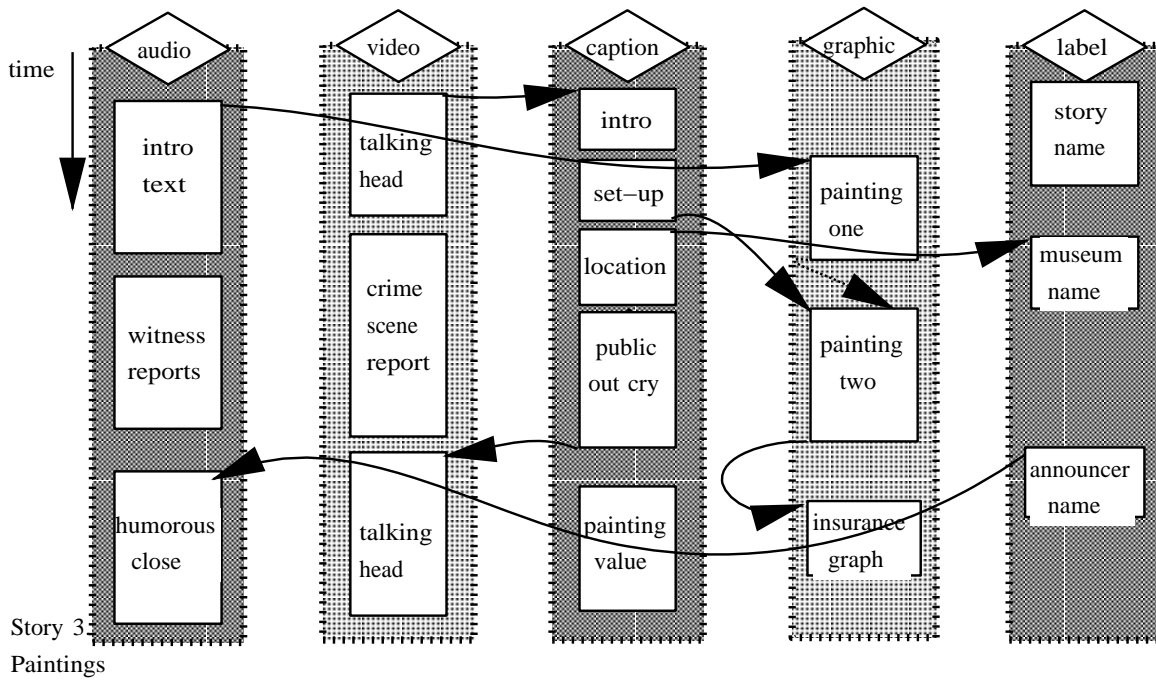 audio
video
caption
graphic
label
time
intro
text
witness
reports
humorous
close
talking
head
crime
scene
report
talking
head
intro
set-up
location
public
out cry
painting
value
painting
one
painting
two
insurance
graph
story
name
museum
name
announcer
name
Story 3.
Paintings